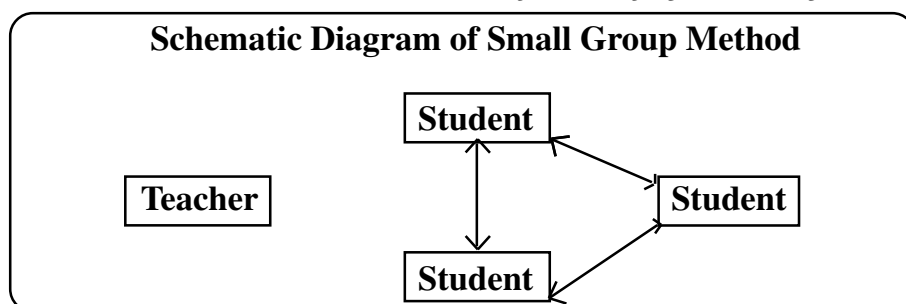 Schematic Diagram of Small Group Method
Student
Teacher
Student
Student